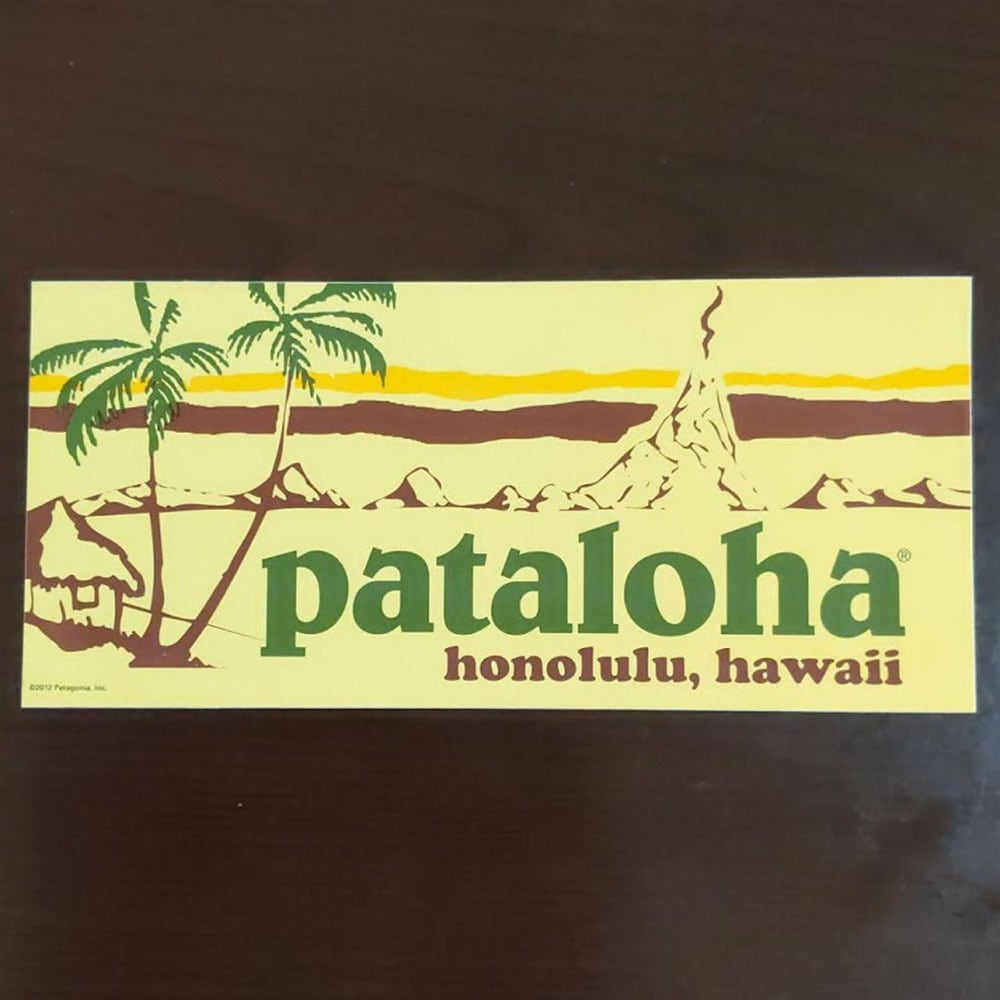 pataloha®
honolulu, hawaii
©2012 Patagonia, Inc.